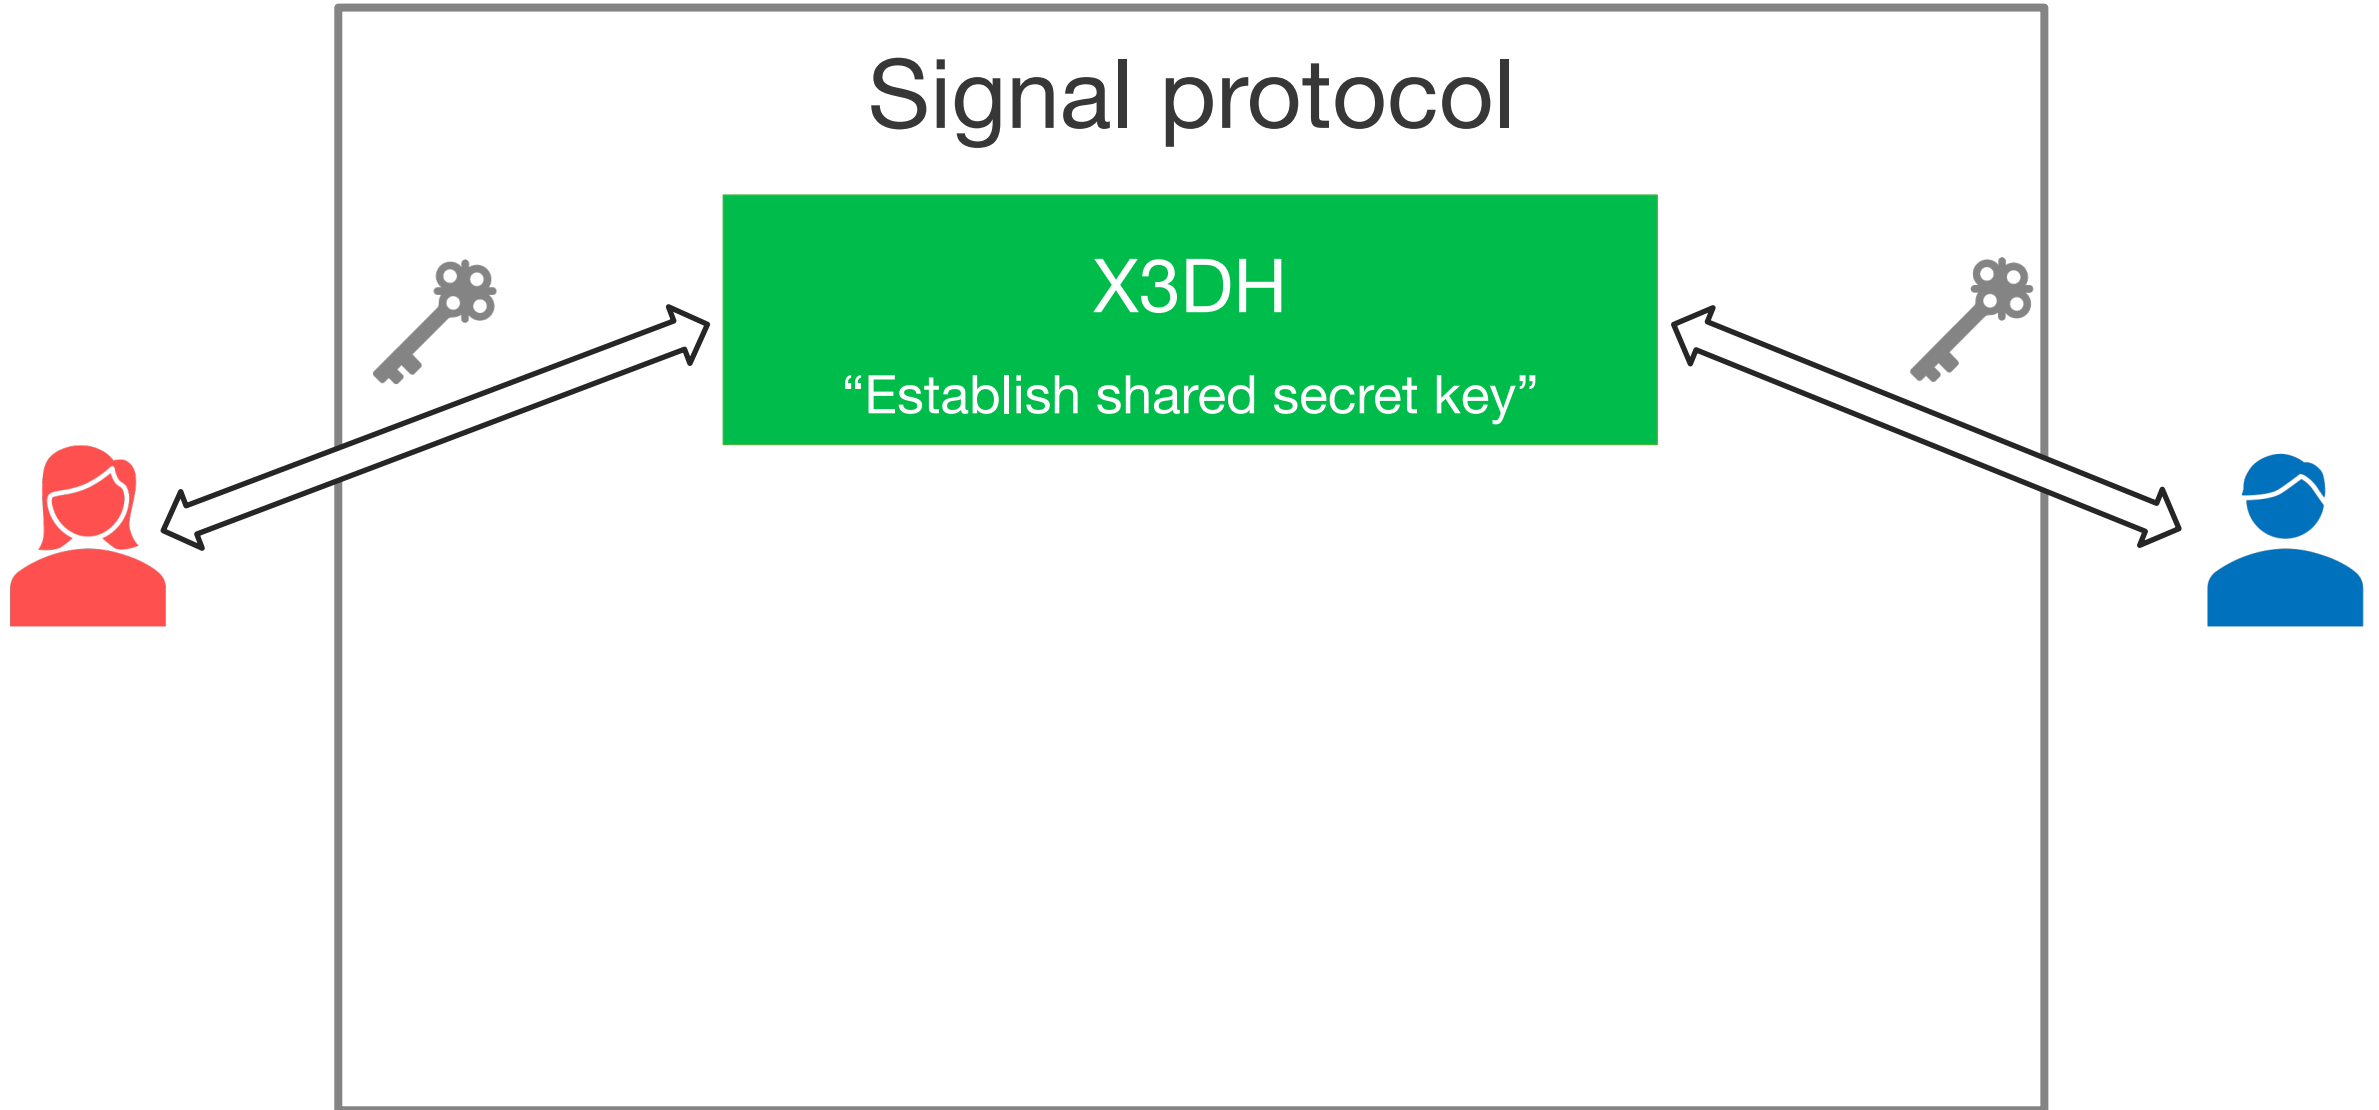 Signal protocol
X3DH
“Establish shared secret key”